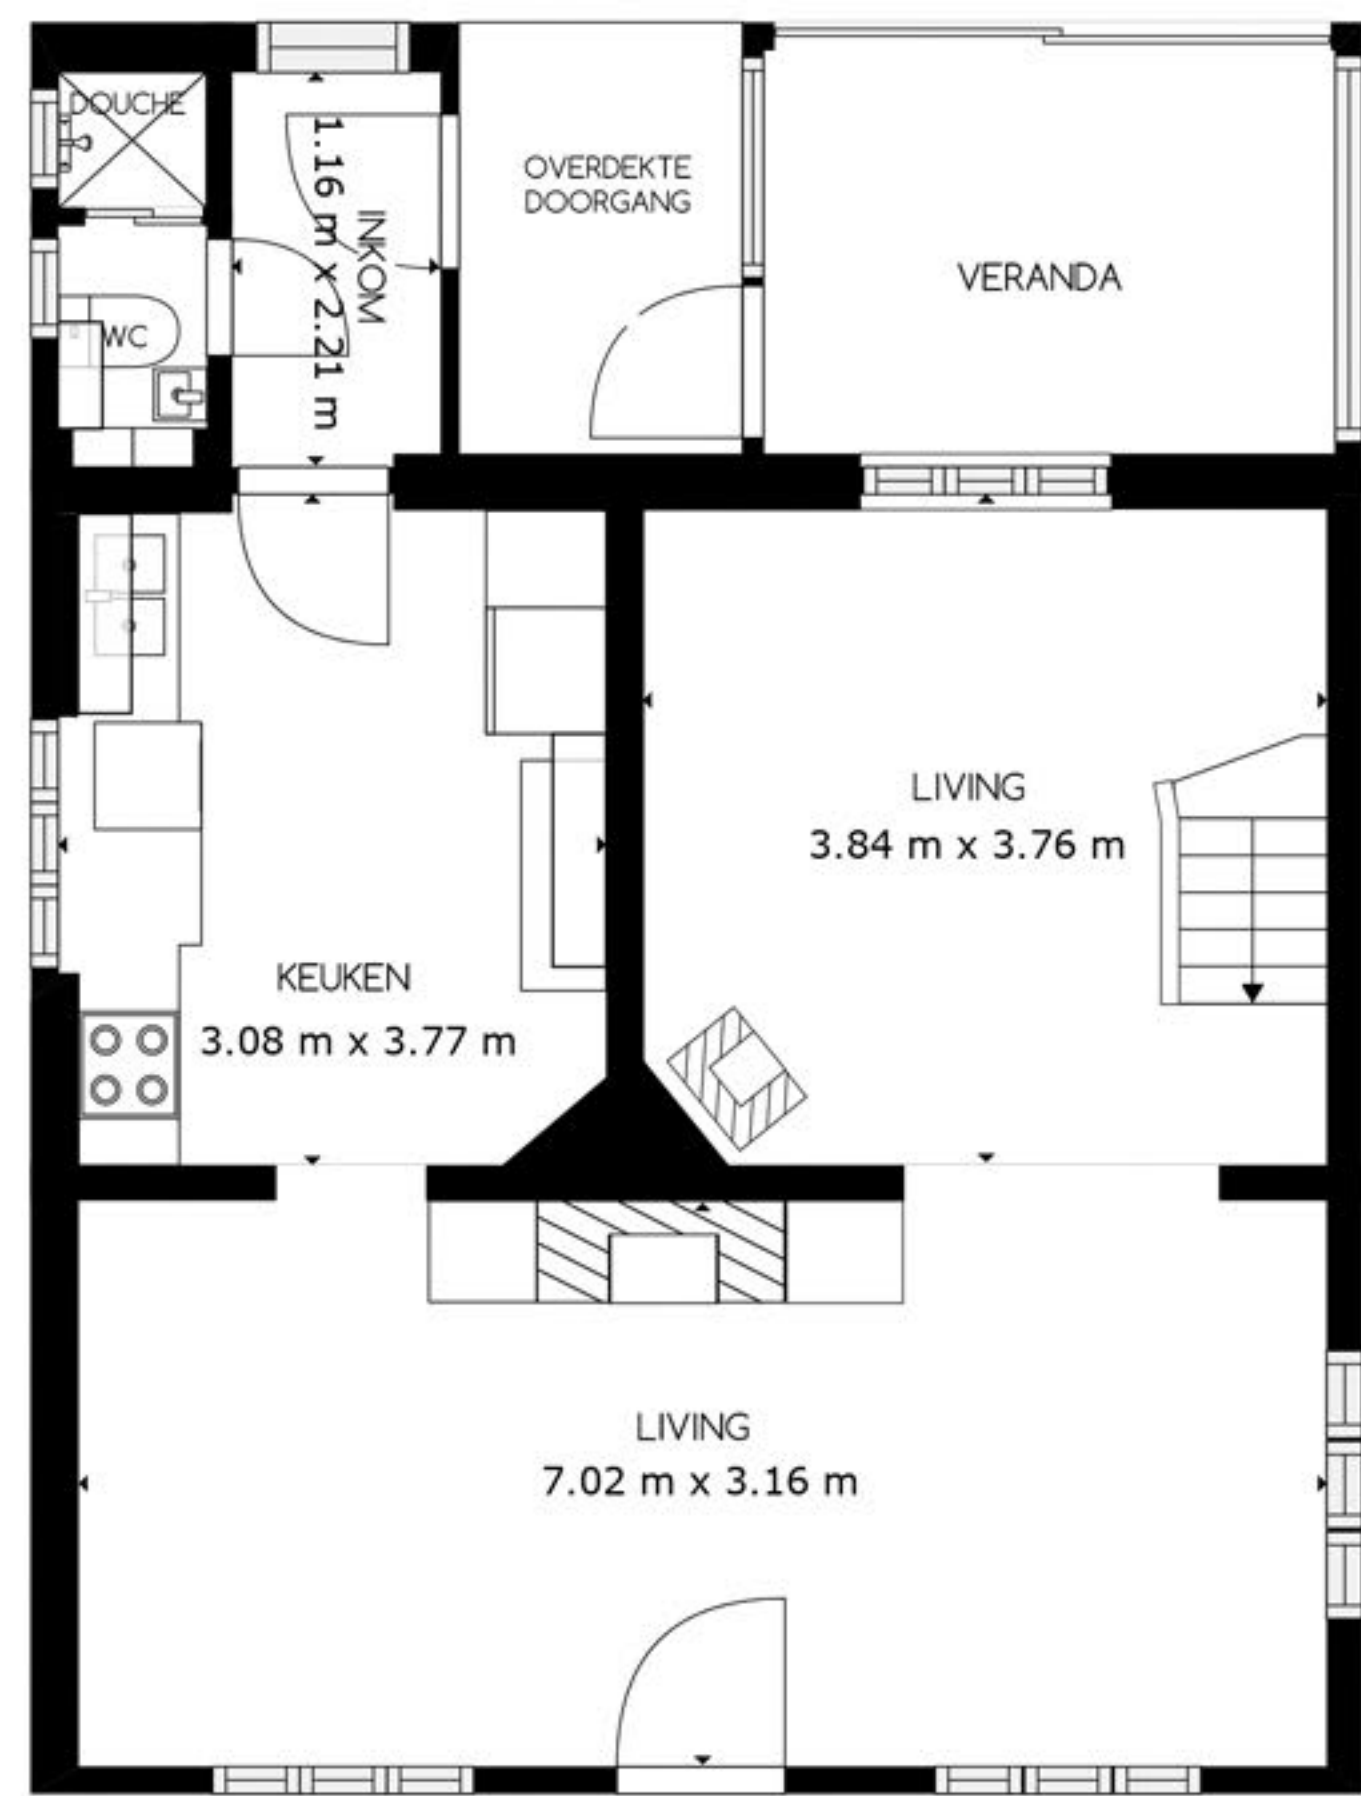 DOUCHE
WC
INKOM
1.16 m x 2.21 m
OVERDEKTE
DOORGANG
VERANDA
LIVING
3.84 m x 3.76 m
KEUKEN
3.08 m x 3.77 m
LIVING
7.02 m x 3.16 m